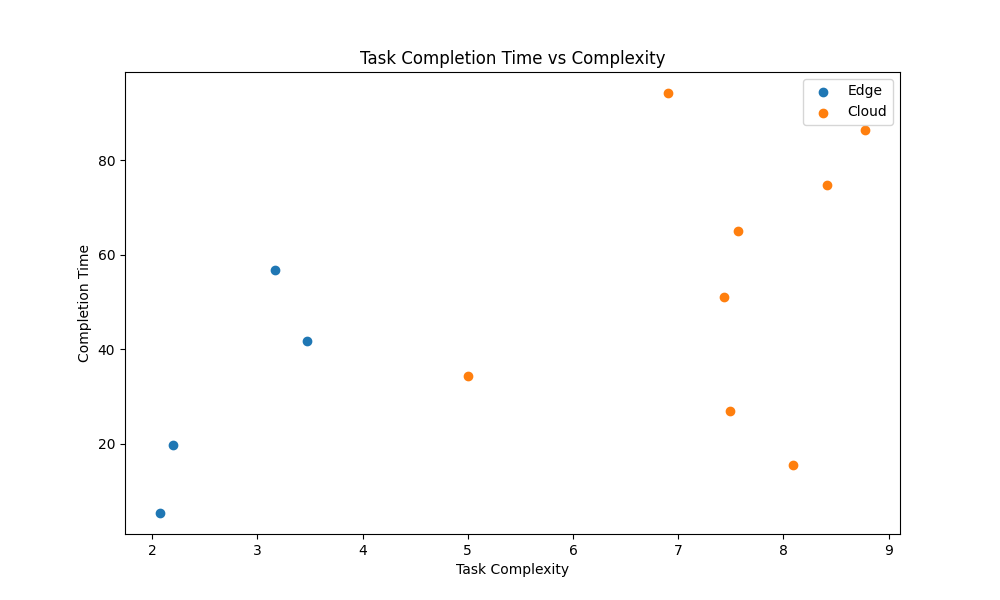 Task Completion Time vs Complexity
Edge
Cloud
Completion Time
80
60
40
20
2 3 4 5 6 7 8 9
Task Complexity